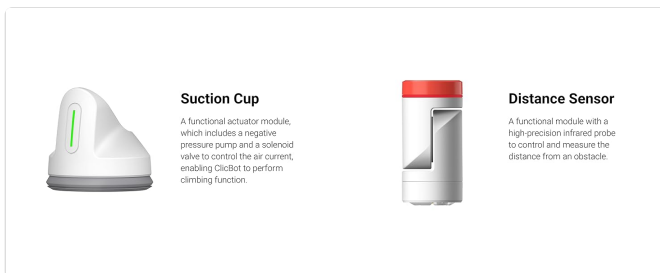 Suction Cup
A functional actuator module,
which includes a negative
pressure pump and a solenoid
valve to control the air current,
enabling ClicBot to perform
climbing function.
Distance Sensor
A functional module with a
high-precision infrared probe
to control and measure the
distance from an obstacle.